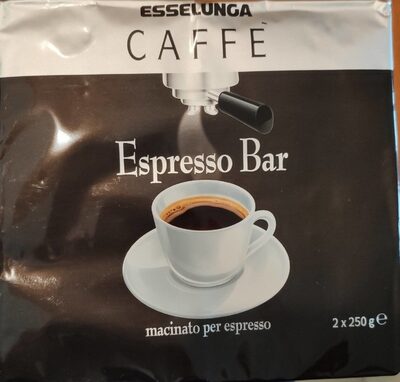 ESSELUNGA
CAFFÈ
Espresso Bar
macinato per espresso
2 x 250 g ℮